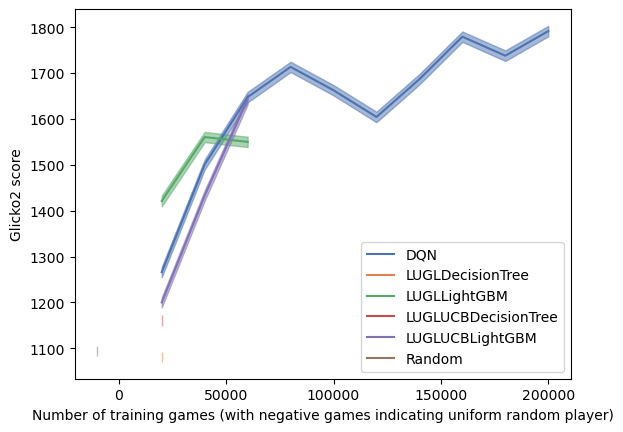 1800
1700
1600
1500
1400
1300
1200
1100
Glicko2 score
DQN
LUGLDecisionTree
LUGLLightGBM
LUGLUCBDecisionTree
LUGLUCBLightGBM
Random
0 50000 100000 150000 200000
Number of training games (with negative games indicating uniform random player)